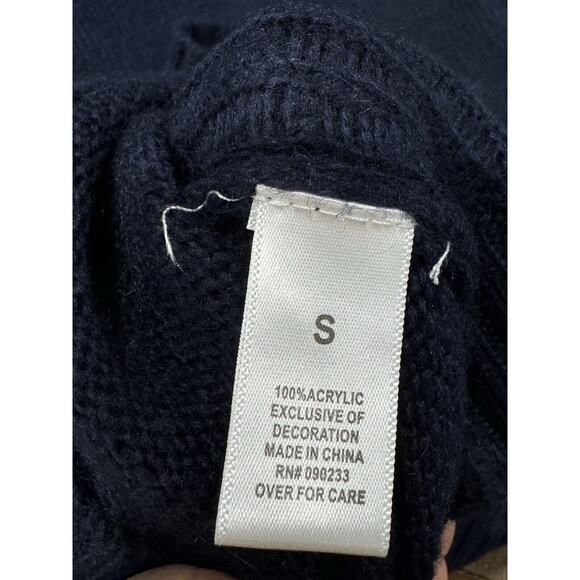 S
100%ACRYLIC
EXCLUSIVE OF
DECORATION
MADE IN CHINA
RN# 090233
OVER FOR CARE